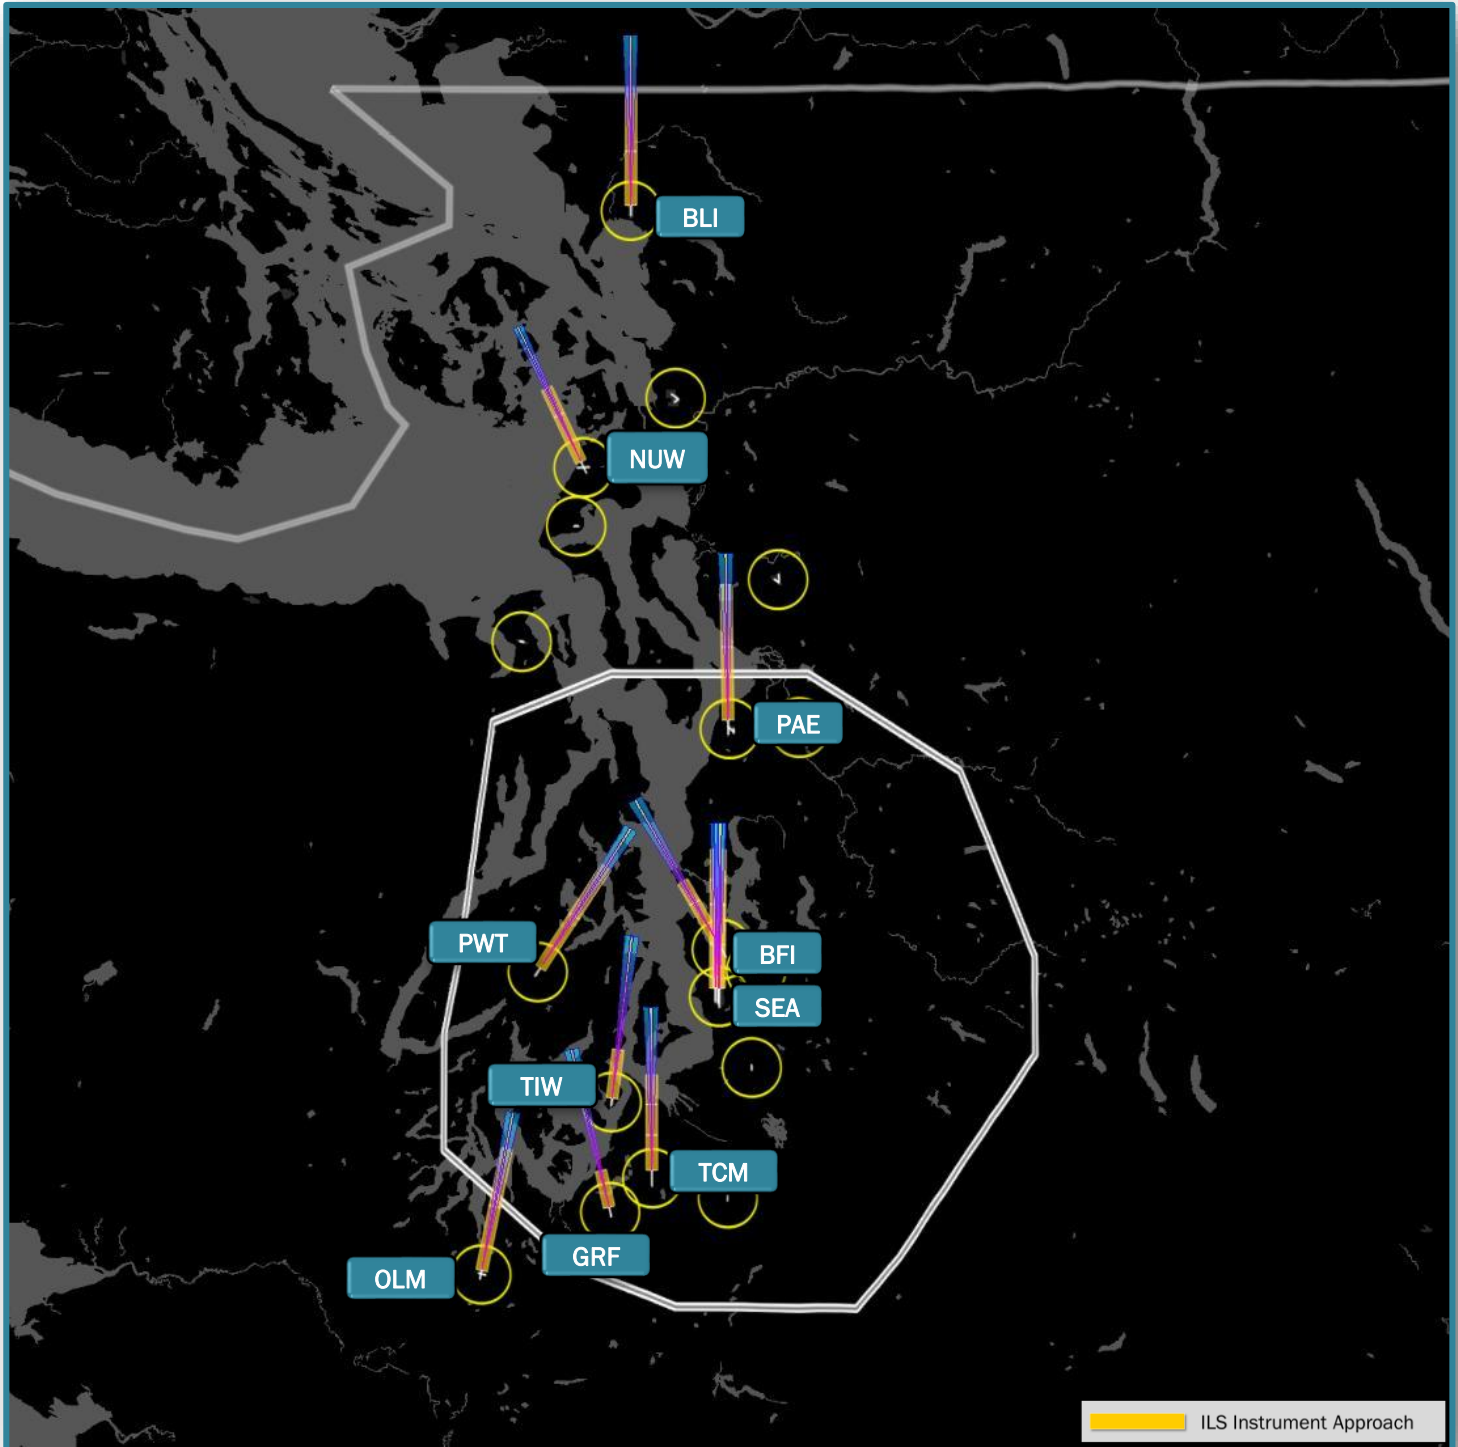 BLI
NUW
PAE
PWT
BFI
SEA
TIW
TCM
GRF
OLM
ILS Instrument Approach